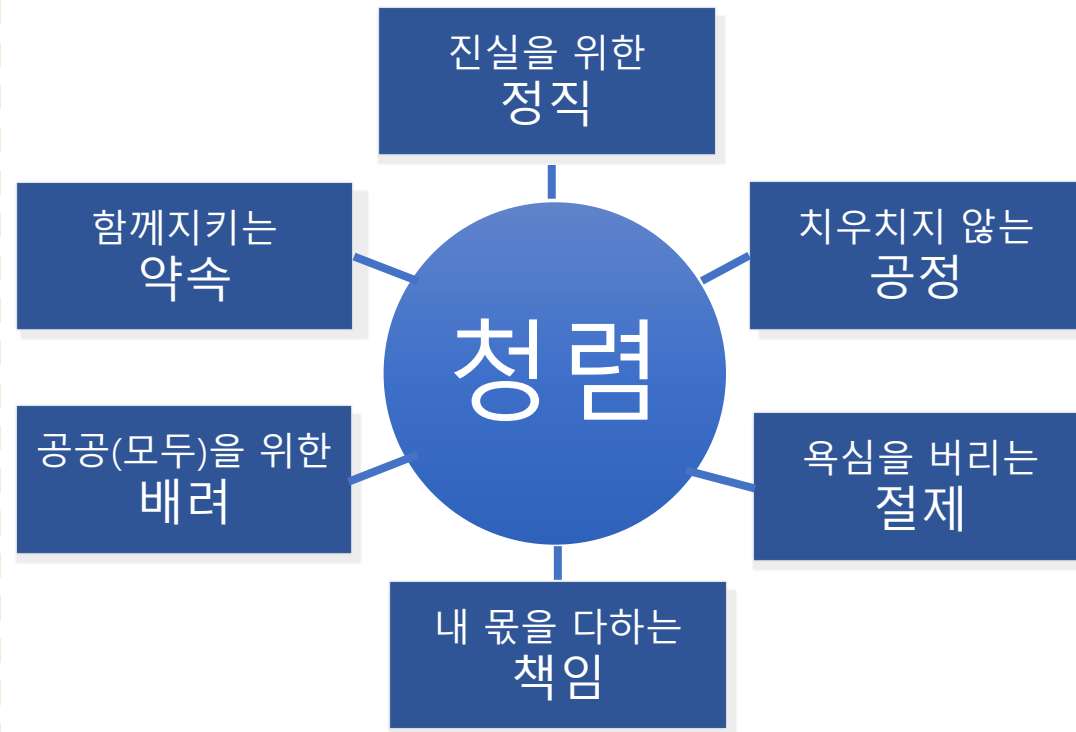 진실을 위한
정직
함께지키는
약속
치우치지 않는
공정
청렴
공공(모두)을 위한
배려
욕심을 버리는
절제
내 몫을 다하는
책임